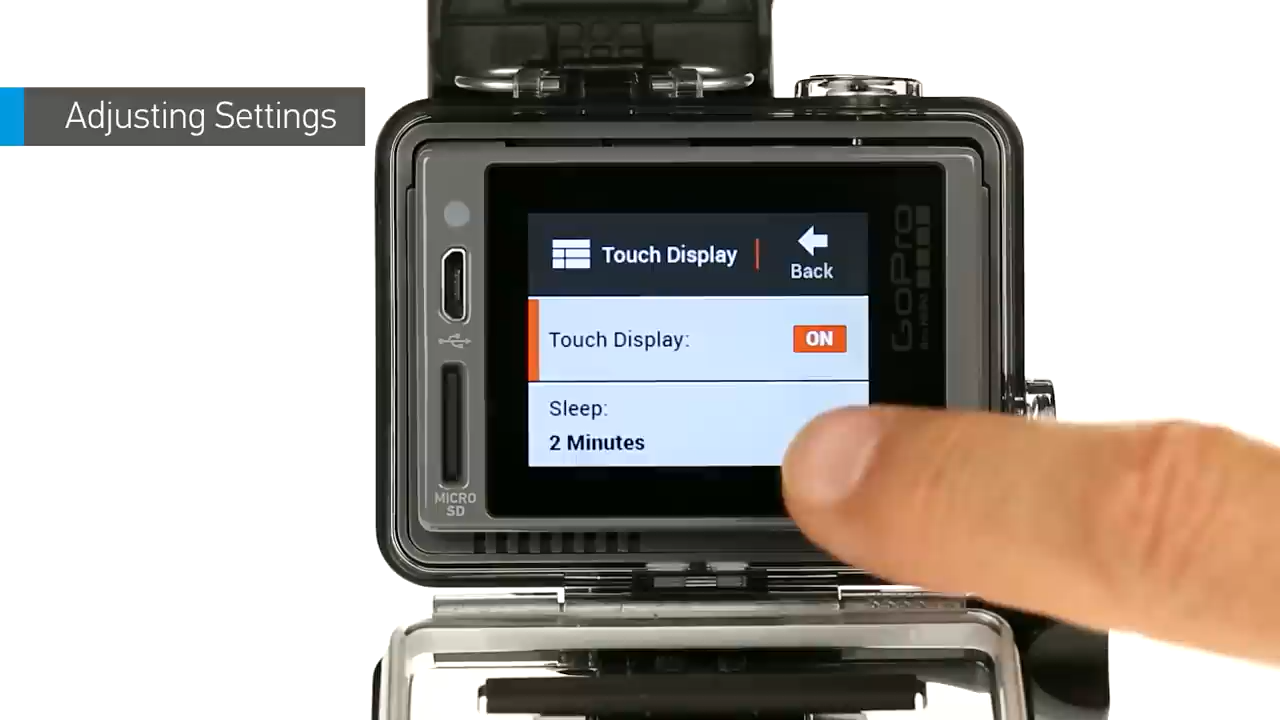 Adjusting Settings
Touch Display
Back
Touch Display:
ON
Sleep:
2 Minutes
GoPro
MICRO
SD